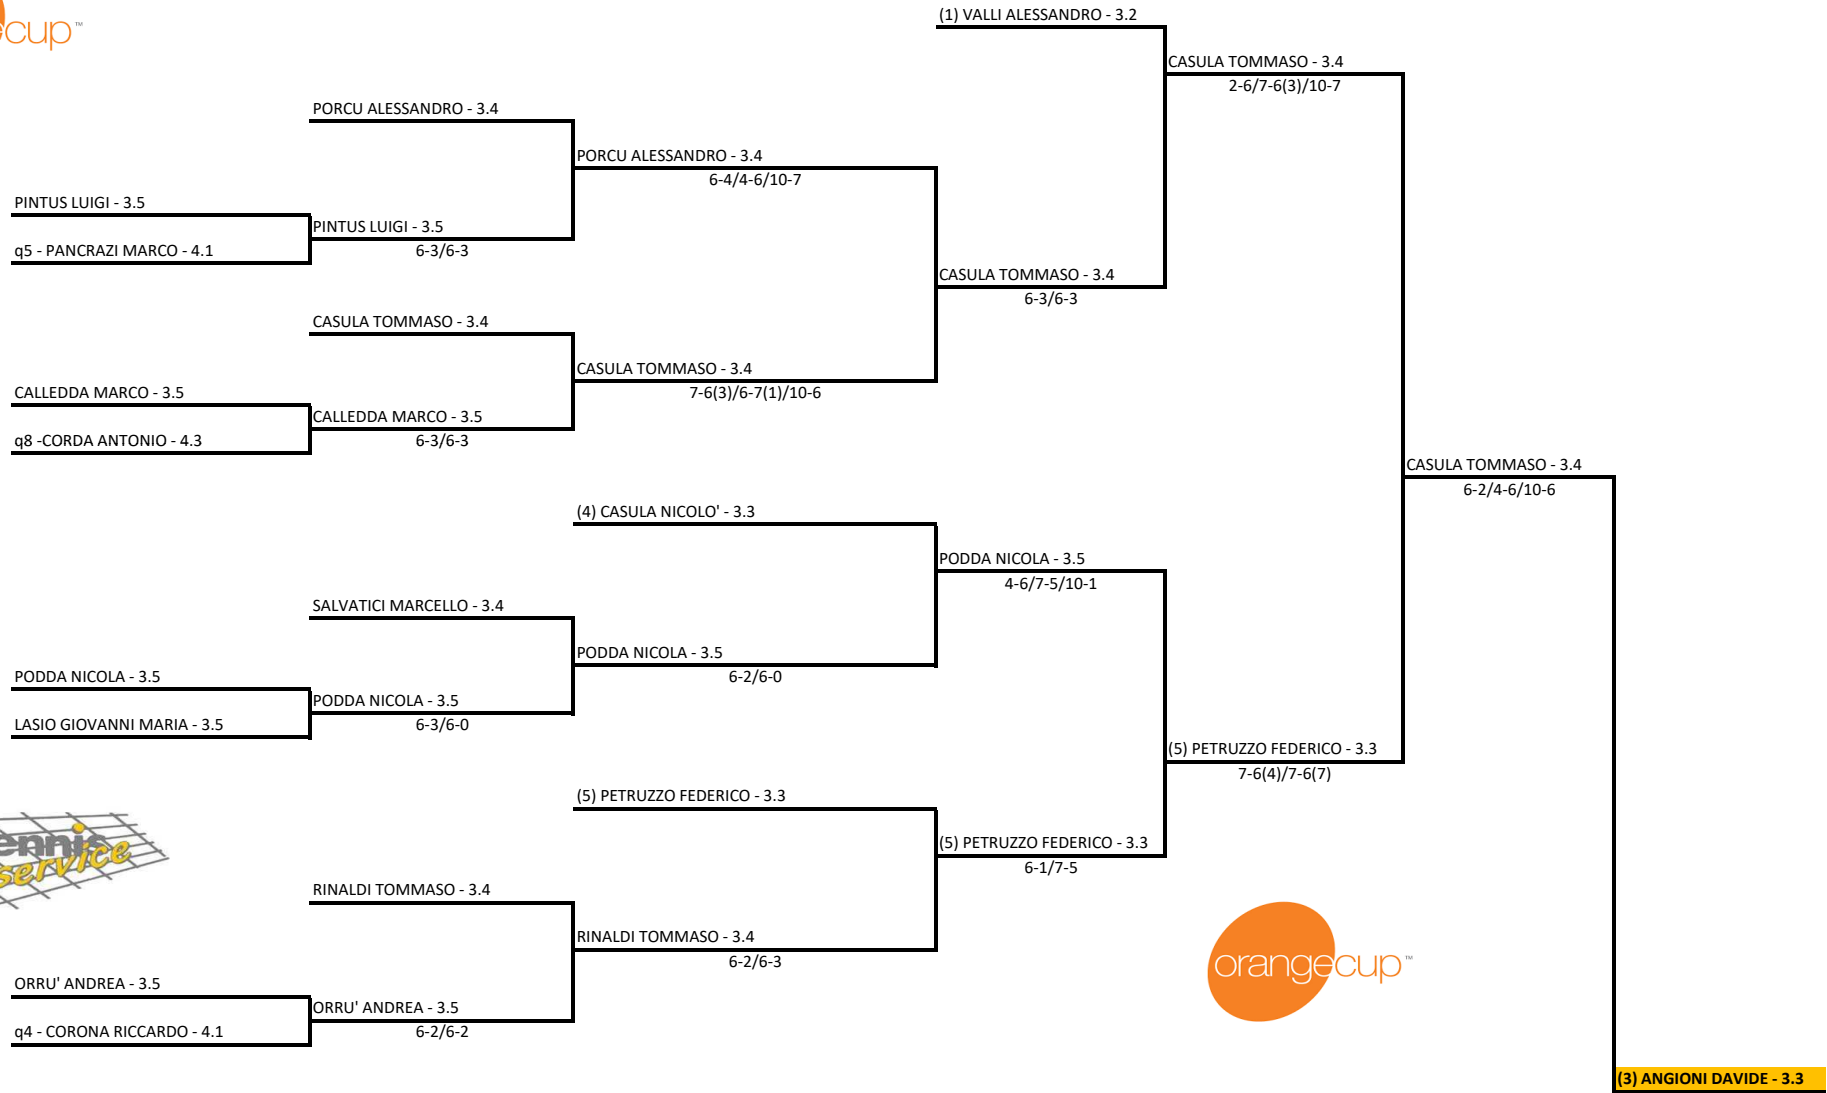 cup™
(1) VALLI ALESSANDRO - 3.2
CASULA TOMMASO - 3.4
2-6/7-6(3)/10-7
PORCU ALESSANDRO - 3.4
PORCU ALESSANDRO - 3.4
6-4/4-6/10-7
PINTUS LUIGI - 3.5
PINTUS LUIGI - 3.5
q5 - PANCRAZI MARCO - 4.1
6-3/6-3
CASULA TOMMASO - 3.4
6-3/6-3
CASULA TOMMASO - 3.4
CASULA TOMMASO - 3.4
7-6(3)/6-7(1)/10-6
CALLEDDA MARCO - 3.5
CALLEDDA MARCO - 3.5
q8 -CORDA ANTONIO - 4.3
6-3/6-3
CASULA TOMMASO - 3.4
6-2/4-6/10-6
(4) CASULA NICOLO' - 3.3
PODDA NICOLA - 3.5
4-6/7-5/10-1
SALVATICI MARCELLO - 3.4
PODDA NICOLA - 3.5
6-2/6-0
PODDA NICOLA - 3.5
PODDA NICOLA - 3.5
LASIO GIOVANNI MARIA - 3.5
6-3/6-0
(5) PETRUZZO FEDERICO - 3.3
7-6(4)/7-6(7)
(5) PETRUZZO FEDERICO - 3.3
(5) PETRUZZO FEDERICO - 3.3
6-1/7-5
ennis
service
RINALDI TOMMASO - 3.4
RINALDI TOMMASO - 3.4
6-2/6-3
orangecup™
ORRU' ANDREA - 3.5
ORRU' ANDREA - 3.5
q4 - CORONA RICCARDO - 4.1
6-2/6-2
(3) ANGIONI DAVIDE - 3.3